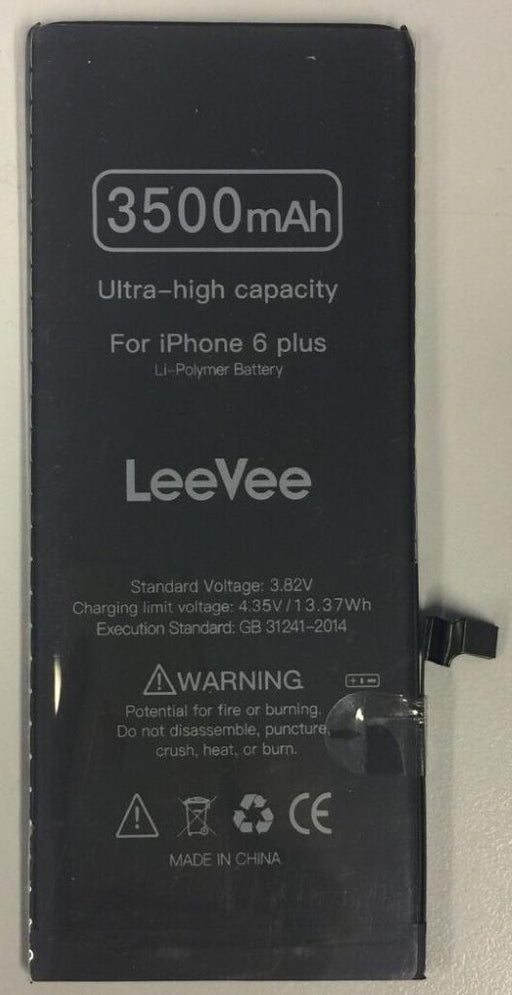 3500mAh
Ultra-high capacity
For iPhone 6 plus
Li-Polymer Battery
LeeVee
Standard Voltage: 3.82V
Charging limit voltage: 4.35V/13.37Wh
Execution Standard: GB 31241-2014
WARNING
Potential for fire or burning.
Do not disassemble, puncture,
crush, heat, or burn.
CE
MADE IN CHINA